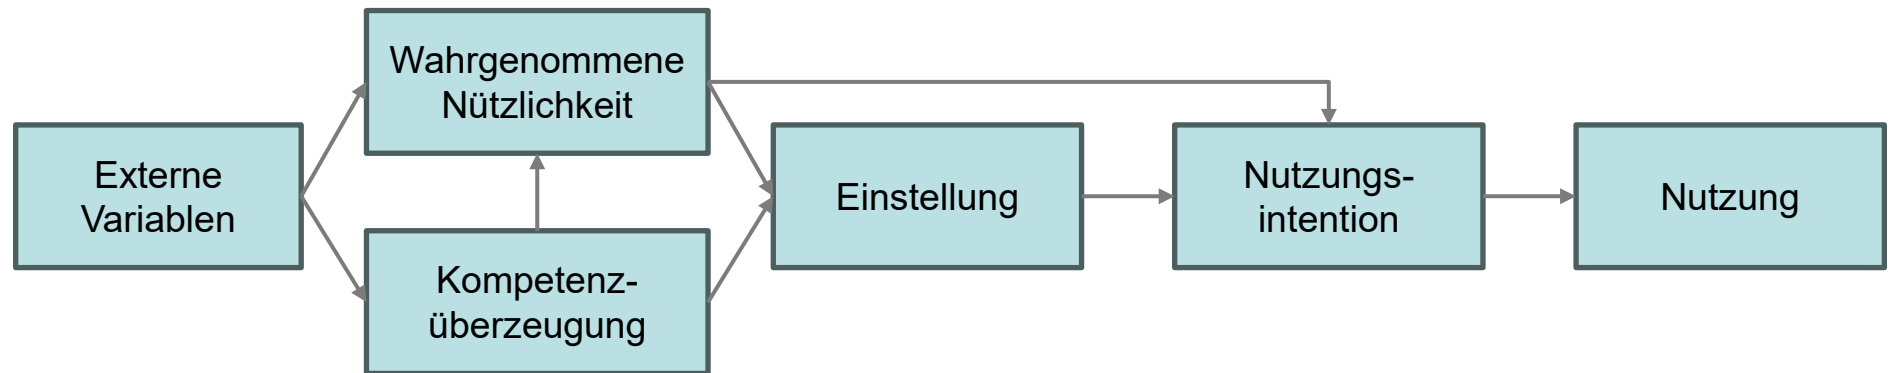 Wahrgenommene
Nützlichkeit
Externe
Variablen
Einstellung
Nutzungs-
intention
Nutzung
Kompetenz-
überzeugung